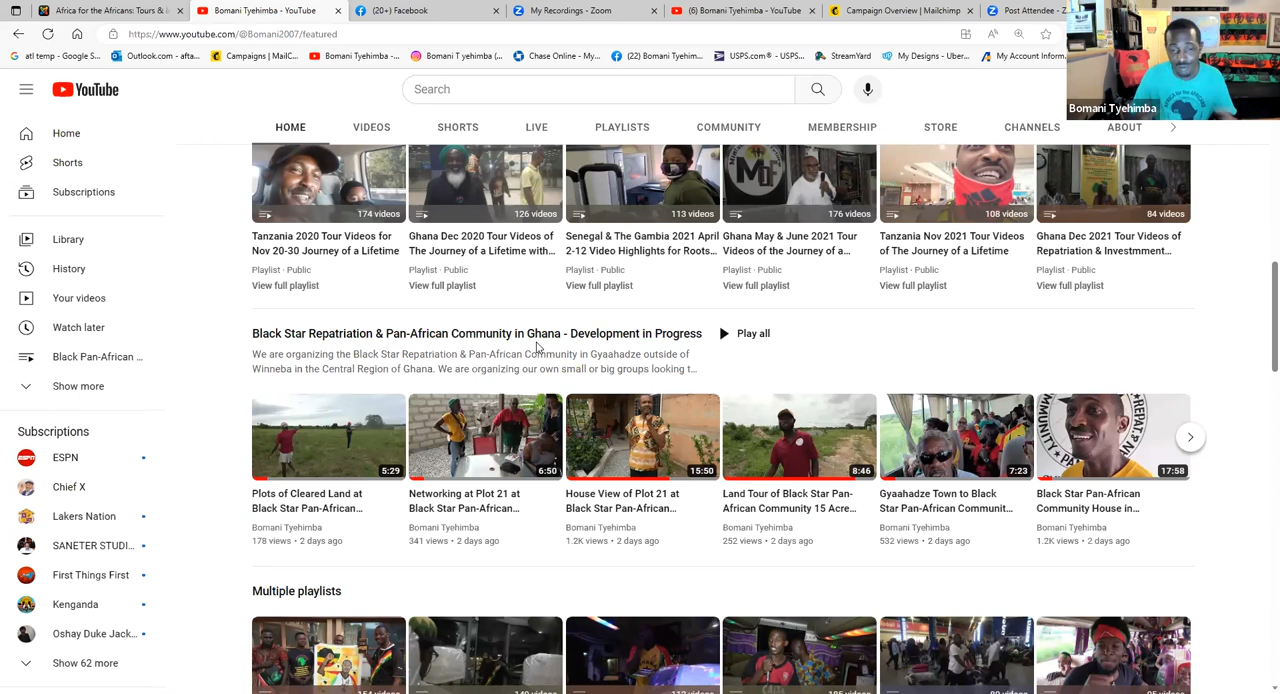 Africa for the Africans: Tours & I
Bomani Tyehimba - YouTube
(20+) Facebook
My Recordings - Zoom
(6) Bomani Tyehimba - YouTube
Campaign Overview | Mailchimp
Post Attendee - Z
https://www.youtube.com/@Bomani2007/featured
atl temp - Google S...
Outlook.com - afta...
Campaigns | MailC...
Bomani Tyehimba -...
Bomani T yehimba (...
Chase Online - My...
(22) Bomani Tyehim...
USPS.com® - USPS...
StreamYard
My Designs - Uber...
My Account Inform.
Bomani Tyehimba
YouTube
Search
HOME
VIDEOS
SHORTS
LIVE
PLAYLISTS
COMMUNITY
MEMBERSHIP
STORE
CHANNELS
ABOUT
Home
Shorts
Subscriptions
Library
History
Your videos
Watch later
Black Pan-African ...
Show more
Subscriptions
ESPN
Chief X
Lakers Nation
SANETER STUDI...
First Things First
Kenganda
Oshay Duke Jack...
Show 62 more
174 videos
126 videos
113 videos
176 videos
108 videos
84 videos
Tanzania 2020 Tour Videos for
Nov 20-30 Journey of a Lifetime
Playlist · Public
View full playlist
Ghana Dec 2020 Tour Videos of
The Journey of a Lifetime with...
Playlist · Public
View full playlist
Senegal & The Gambia 2021 April
2-12 Video Highlights for Roots...
Playlist · Public
View full playlist
Ghana May & June 2021 Tour
Videos of the Journey of a...
Playlist · Public
View full playlist
Tanzania Nov 2021 Tour Videos
of The Journey of a Lifetime
Playlist · Public
View full playlist
Ghana Dec 2021 Tour Videos of
Repatriation & Investmment...
Playlist · Public
View full playlist
Black Star Repatriation & Pan-African Community in Ghana - Development in Progress
Play all
We are organizing the Black Star Repatriation & Pan-African Community in Gyaahadze outside of
Winneba in the Central Region of Ghana. We are organizing our own small or big groups looking t...
5:29
6:50
15:50
8:46
7:23
17:58
Plots of Cleared Land at
Black Star Pan-African...
Bomani Tyehimba
178 views • 2 days ago
Networking at Plot 21 at
Black Star Pan-African...
Bomani Tyehimba
341 views • 2 days ago
House View of Plot 21 at
Black Star Pan-African...
Bomani Tyehimba
1.2K views • 2 days ago
Land Tour of Black Star Pan-
African Community 15 Acre...
Bomani Tyehimba
252 views • 2 days ago
Gyaahadze Town to Black
Star Pan-African Communit...
Bomani Tyehimba
532 views • 2 days ago
Black Star Pan-African
Community House in...
Bomani Tyehimba
1.2K views • 2 days ago
Multiple playlists